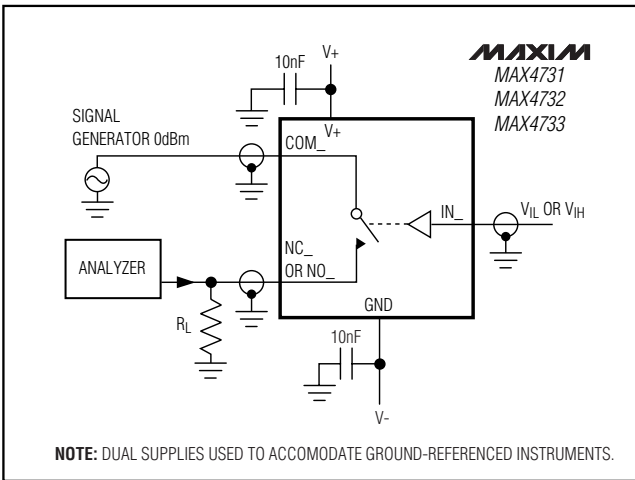 V+
10nF
MAXIM
MAX4731
MAX4732
MAX4733
SIGNAL
GENERATOR 0dBm
V+
COM_
IN_
VIL OR VIH
NC_
OR NO_
ANALYZER
GND
RL
10nF
V-
NOTE: DUAL SUPPLIES USED TO ACCOMODATE GROUND-REFERENCED INSTRUMENTS.